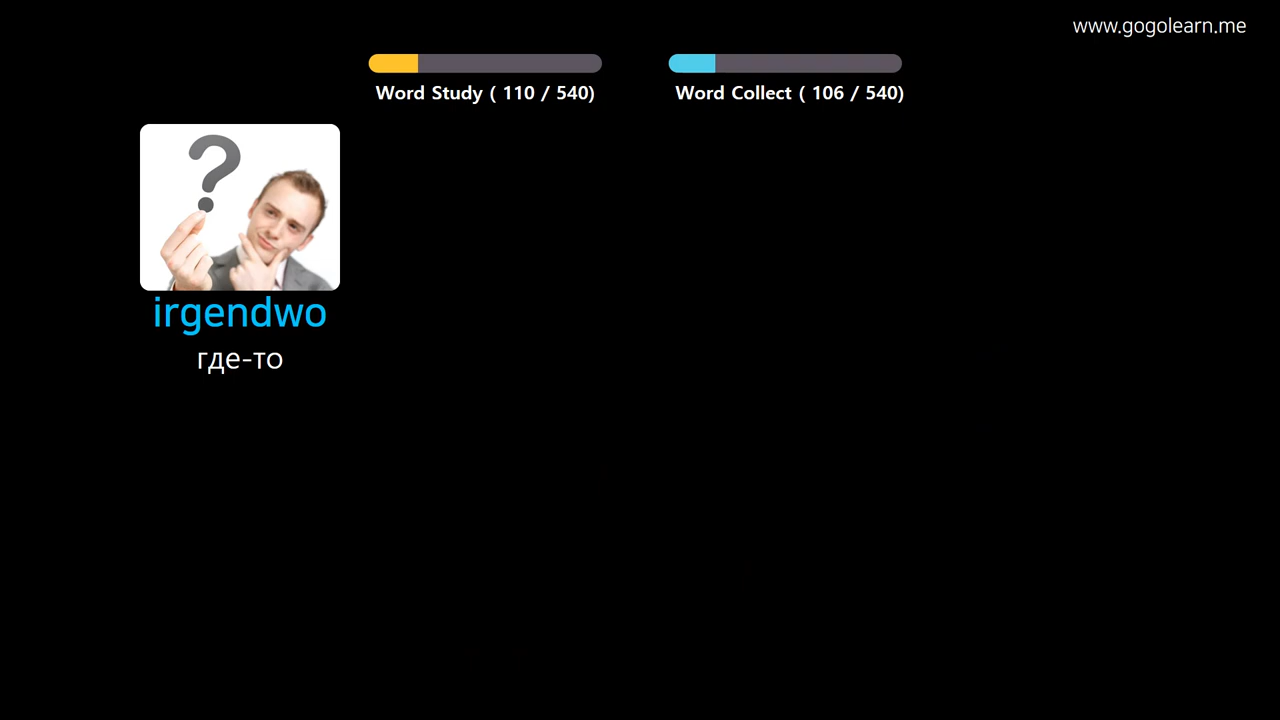 www.gogolearn.me
Word Study ( 110 / 540)
Word Collect ( 106 / 540)
?
irgendwo
где-то